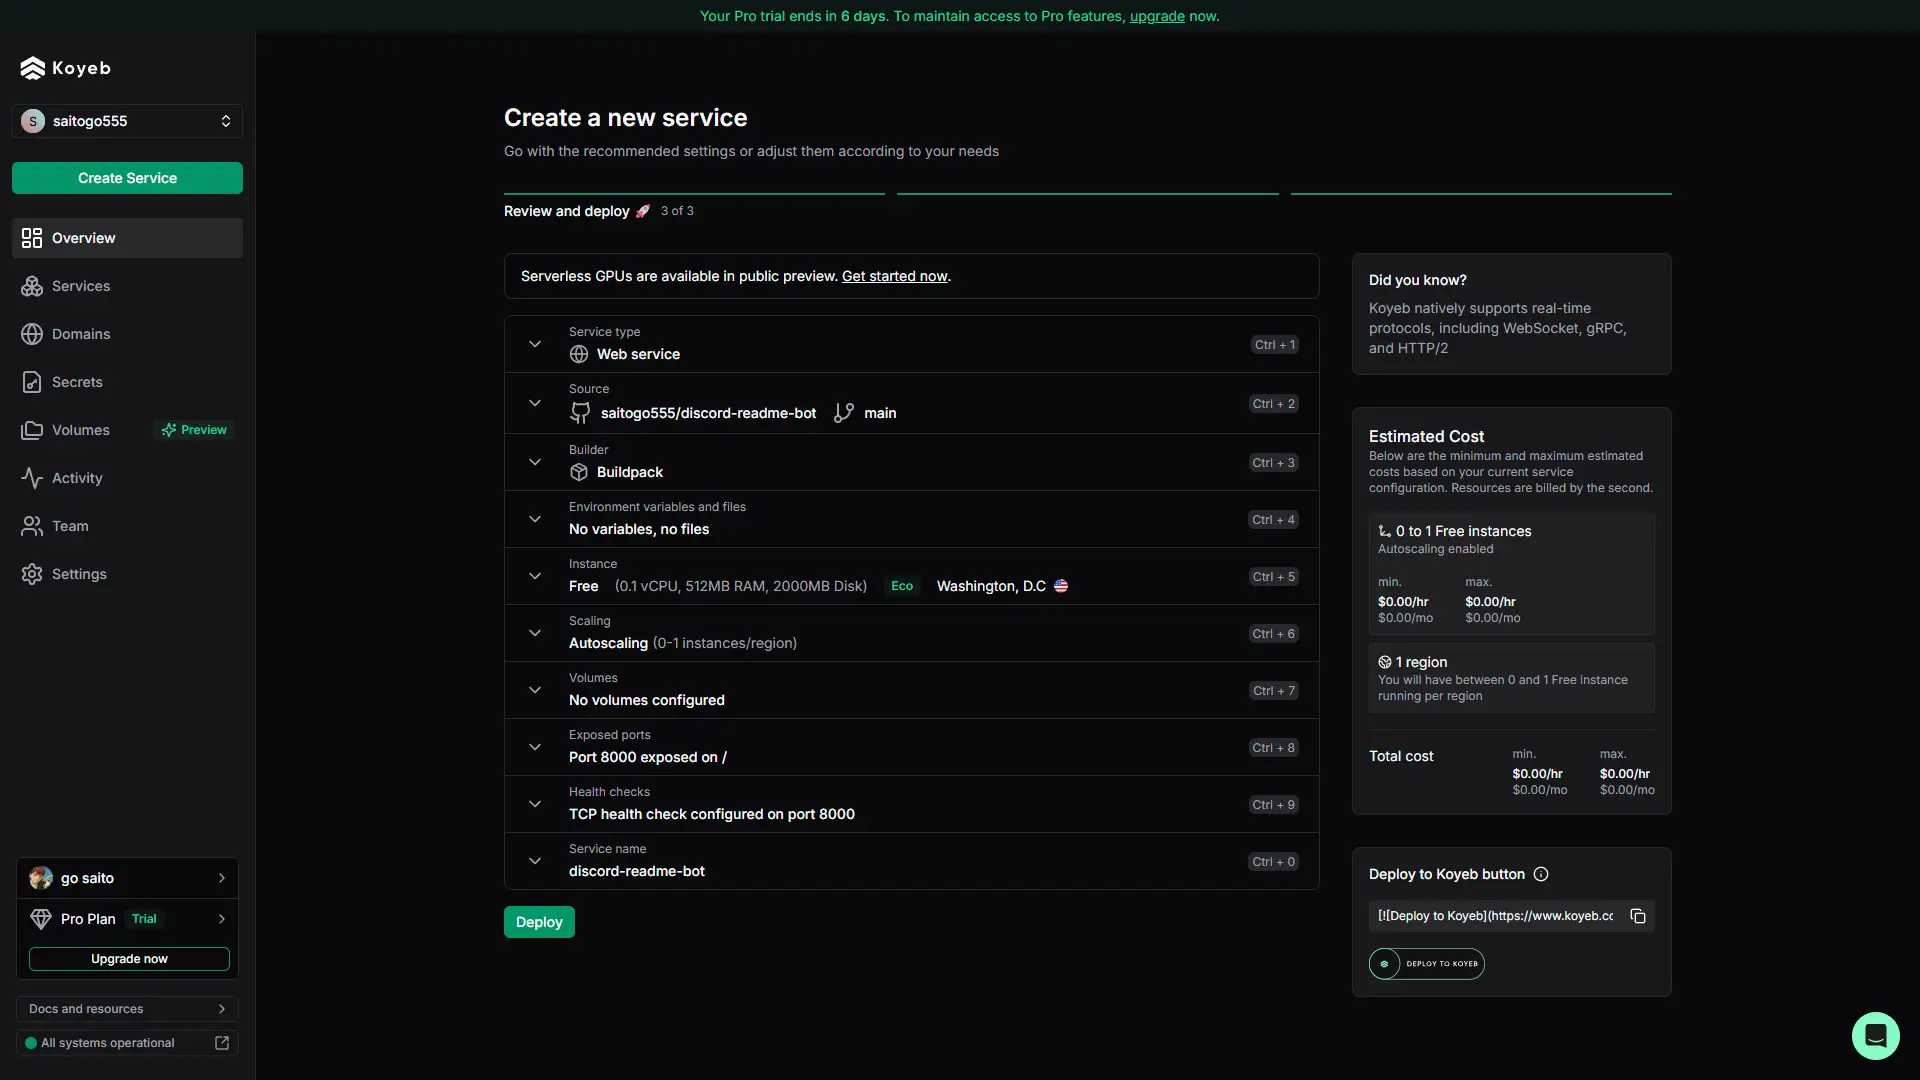 Your Pro trial ends in 6 days. To maintain access to Pro features, upgrade now.
Koyeb
S saitogo555
Create Service
Overview
Services
Domains
Secrets
Volumes Preview
Activity
Team
Settings
go saito
Pro Plan Trial
Upgrade now
Docs and resources
All systems operational
Create a new service
Go with the recommended settings or adjust them according to your needs
Review and deploy 🚀 3 of 3
Serverless GPUs are available in public preview. Get started now.
Service type
Web service
Ctrl + 1
Source
saitogo555/discord-readme-bot main
Ctrl + 2
Builder
Buildpack
Ctrl + 3
Environment variables and files
No variables, no files
Ctrl + 4
Instance
Free (0.1 vCPU, 512MB RAM, 2000MB Disk) Eco Washington, D.C
Ctrl + 5
Scaling
Autoscaling (0-1 instances/region)
Ctrl + 6
Volumes
No volumes configured
Ctrl + 7
Exposed ports
Port 8000 exposed on /
Ctrl + 8
Health checks
TCP health check configured on port 8000
Ctrl + 9
Service name
discord-readme-bot
Ctrl + 0
Deploy
Did you know?
Koyeb natively supports real-time
protocols, including WebSocket, gRPC,
and HTTP/2
Estimated Cost
Below are the minimum and maximum estimated
costs based on your current service
configuration. Resources are billed by the second.
0 to 1 Free instances
Autoscaling enabled
min. max.
$0.00/hr $0.00/hr
$0.00/mo $0.00/mo
1 region
You will have between 0 and 1 Free instance
running per region
Total cost min. max.
$0.00/hr $0.00/hr
$0.00/mo $0.00/mo
Deploy to Koyeb button
[![Deploy to Koyeb](https://www.koyeb.cc
DEPLOY TO KOYEB